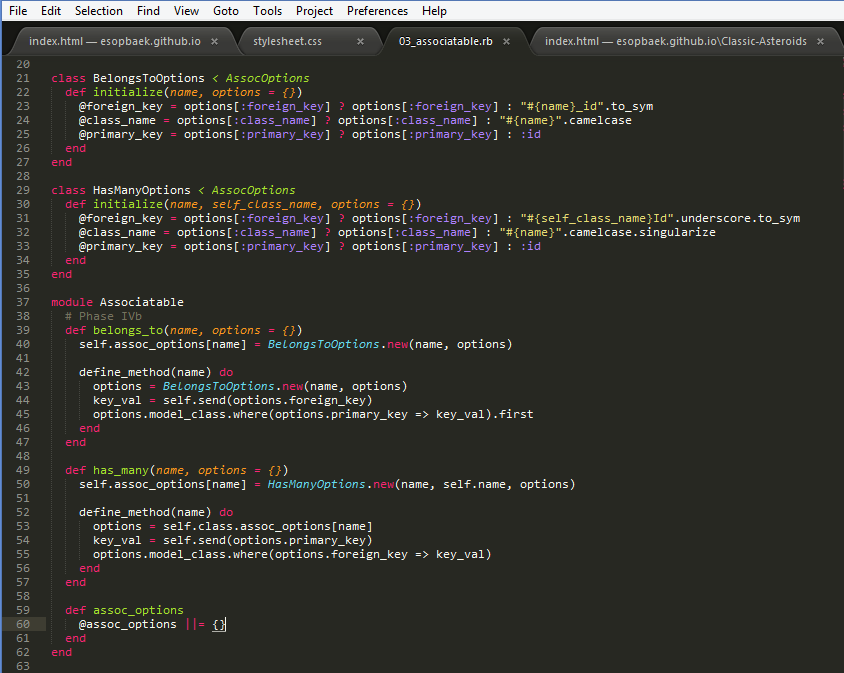 File Edit Selection Find View Goto Tools Project Preferences Help
index.html — esopbaek.github.io × stylesheet.css × 03_associatable.rb × index.html — esopbaek.github.io\Classic-Asteroids ×
20
21 class BelongsToOptions < AssocOptions
22   def initialize(name, options = {})
23     @foreign_key = options[:foreign_key] ? options[:foreign_key] : "#{name}_id".to_sym
24     @class_name = options[:class_name] ? options[:class_name] : "#{name}".camelcase
25     @primary_key = options[:primary_key] ? options[:primary_key] : :id
26   end
27 end
28
29 class HasManyOptions < AssocOptions
30   def initialize(name, self_class_name, options = {})
31     @foreign_key = options[:foreign_key] ? options[:foreign_key] : "#{self_class_name}Id".underscore.to_sym
32     @class_name = options[:class_name] ? options[:class_name] : "#{name}".camelcase.singularize
33     @primary_key = options[:primary_key] ? options[:primary_key] : :id
34   end
35 end
36
37 module Associatable
38   # Phase IVb
39   def belongs_to(name, options = {})
40     self.assoc_options[name] = BelongsToOptions.new(name, options)
41
42     define_method(name) do
43       options = BelongsToOptions.new(name, options)
44       key_val = self.send(options.foreign_key)
45       options.model_class.where(options.primary_key => key_val).first
46     end
47   end
48
49   def has_many(name, options = {})
50     self.assoc_options[name] = HasManyOptions.new(name, self.name, options)
51
52     define_method(name) do
53       options = self.class.assoc_options[name]
54       key_val = self.send(options.primary_key)
55       options.model_class.where(options.foreign_key => key_val)
56     end
57   end
58
59   def assoc_options
60     @assoc_options ||= {}
61   end
62 end
63